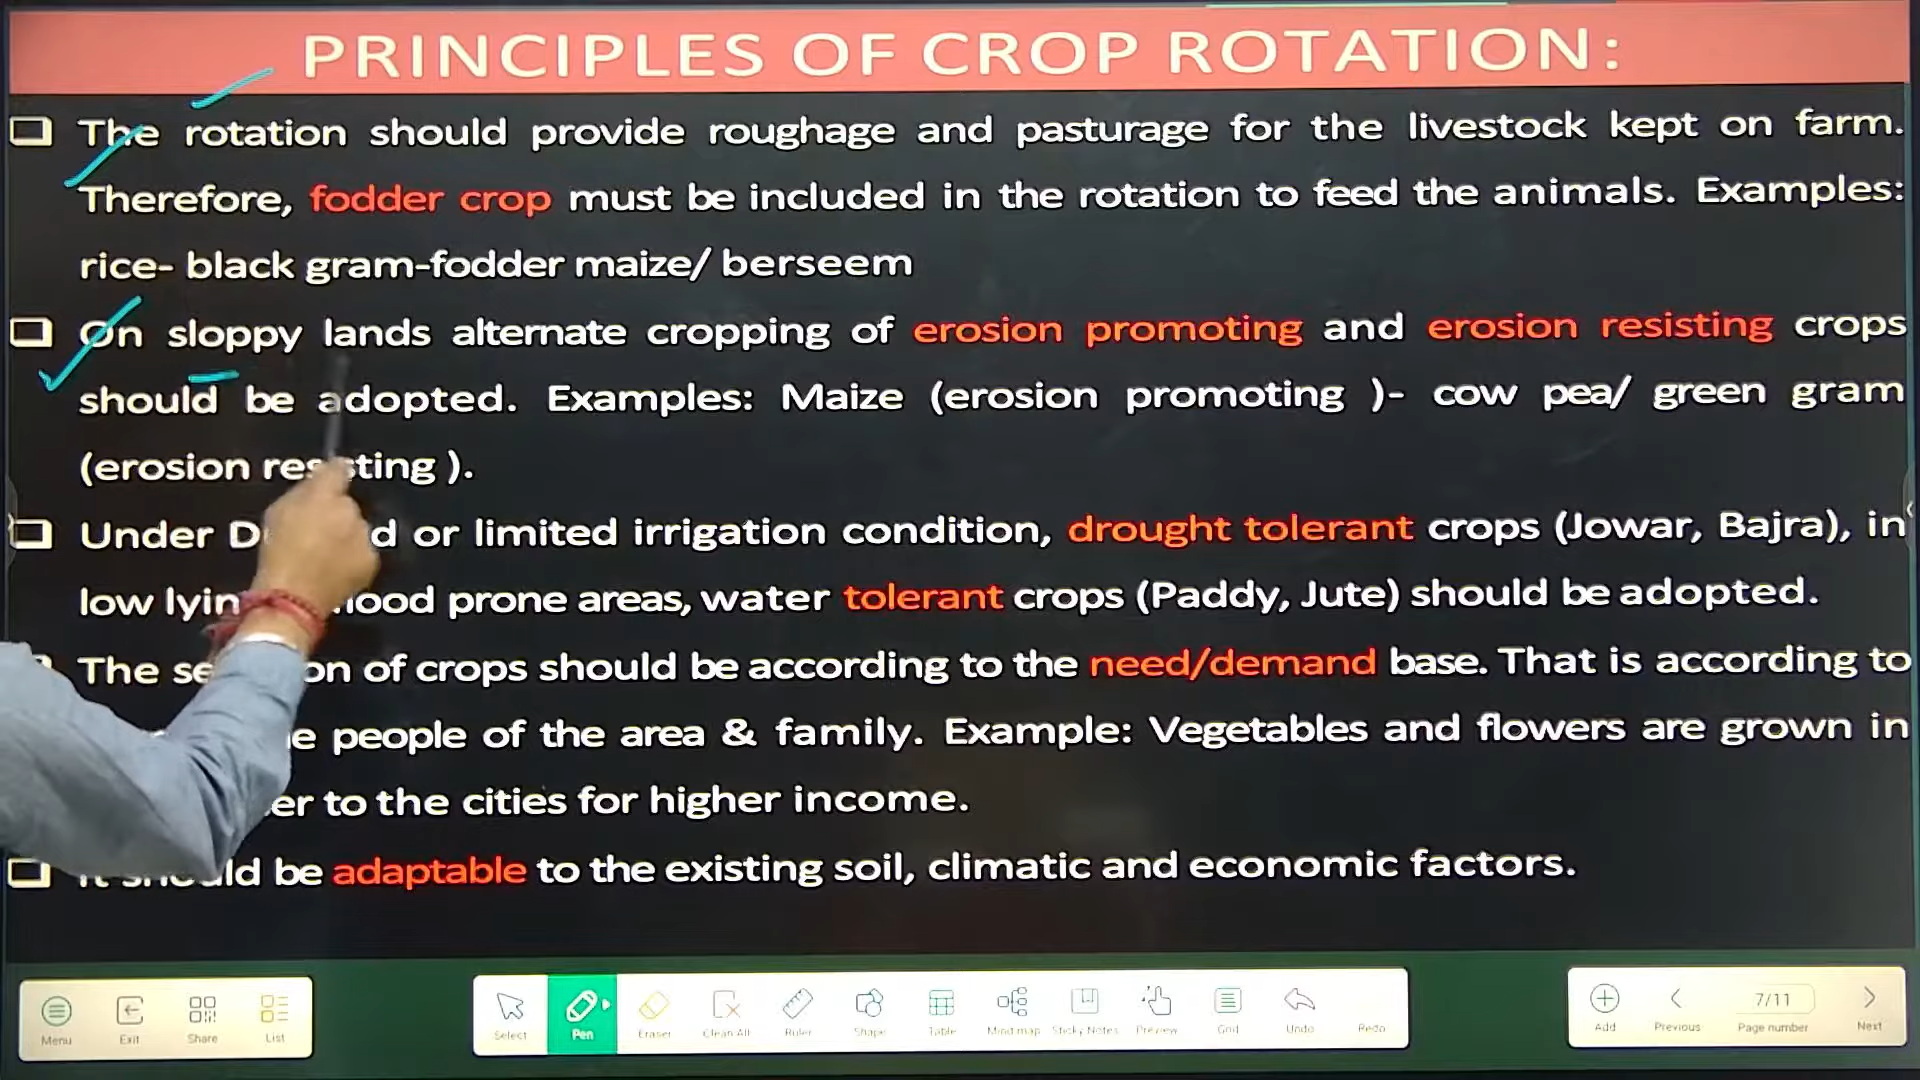 PRINCIPLES OF CROP ROTATION:
The rotation should provide roughage and pasturage for the livestock kept on farm.
Therefore, fodder crop must be included in the rotation to feed the animals. Examples:
rice- black gram-fodder maize/ berseem
On sloppy lands alternate cropping of erosion promoting and erosion resisting crops
should be adopted. Examples: Maize (erosion promoting )- cow pea/ green gram
(erosion resisting ).
Under or limited irrigation condition, drought tolerant crops (Jowar, Bajra), in
low prone areas, water tolerant crops (Paddy, Jute) should be adopted.
The of crops should be according to the need/demand base. That is according to
people of the area & family. Example: Vegetables and flowers are grown in
to the cities for higher income.
be adaptable to the existing soil, climatic and economic factors.
Menu Exit Share List Select Pen Eraser Clean All Ruler Shape Table Mind map Sticky Notes Preview Grid Undo Redo Add Previous 7/11 Page number Next